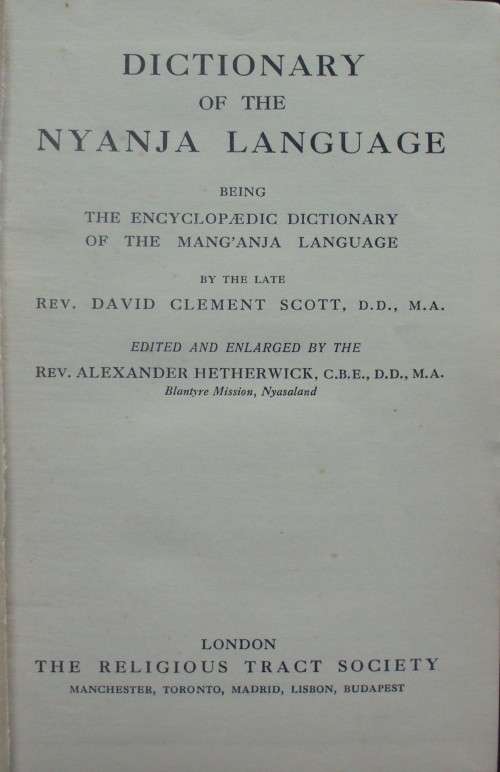 DICTIONARY
OF THE
NYANJA LANGUAGE
BEING
THE ENCYCLOPÆDIC DICTIONARY
OF THE MANG'ANJA LANGUAGE
BY THE LATE
REV. DAVID CLEMENT SCOTT, D.D., M.A.
EDITED AND ENLARGED BY THE
REV. ALEXANDER HETHERWICK, C.B.E., D.D., M.A.
Blantyre Mission, Nyasaland
LONDON
THE RELIGIOUS TRACT SOCIETY
MANCHESTER, TORONTO, MADRID, LISBON, BUDAPEST